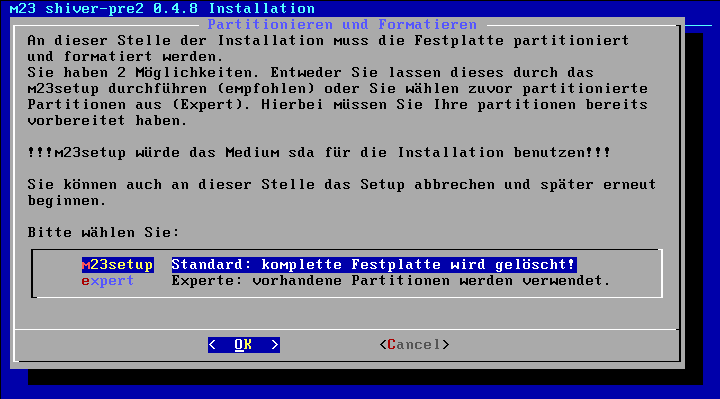 m23 shiver-pre2 0.4.8 Installation
Partitionieren und Formatieren
An dieser Stelle der Installation muss die Festplatte partitioniert
und formatiert werden.
Sie haben 2 Möglichkeiten. Entweder Sie lassen dieses durch das
m23setup durchführen (empfohlen) oder Sie wählen zuvor partitionierte
Partitionen aus (Expert). Hierbei müssen Sie Ihre partitionen bereits
vorbereitet haben.
!!!m23setup würde das Medium sda für die Installation benutzen!!!
Sie können auch an dieser Stelle das Setup abbrechen und später erneut
beginnen.
Bitte wählen Sie:
m23setup Standard: komplette Festplatte wird gelöscht!
expert Experte: vorhandene Partitionen werden verwendet.
< OK > <Cancel>